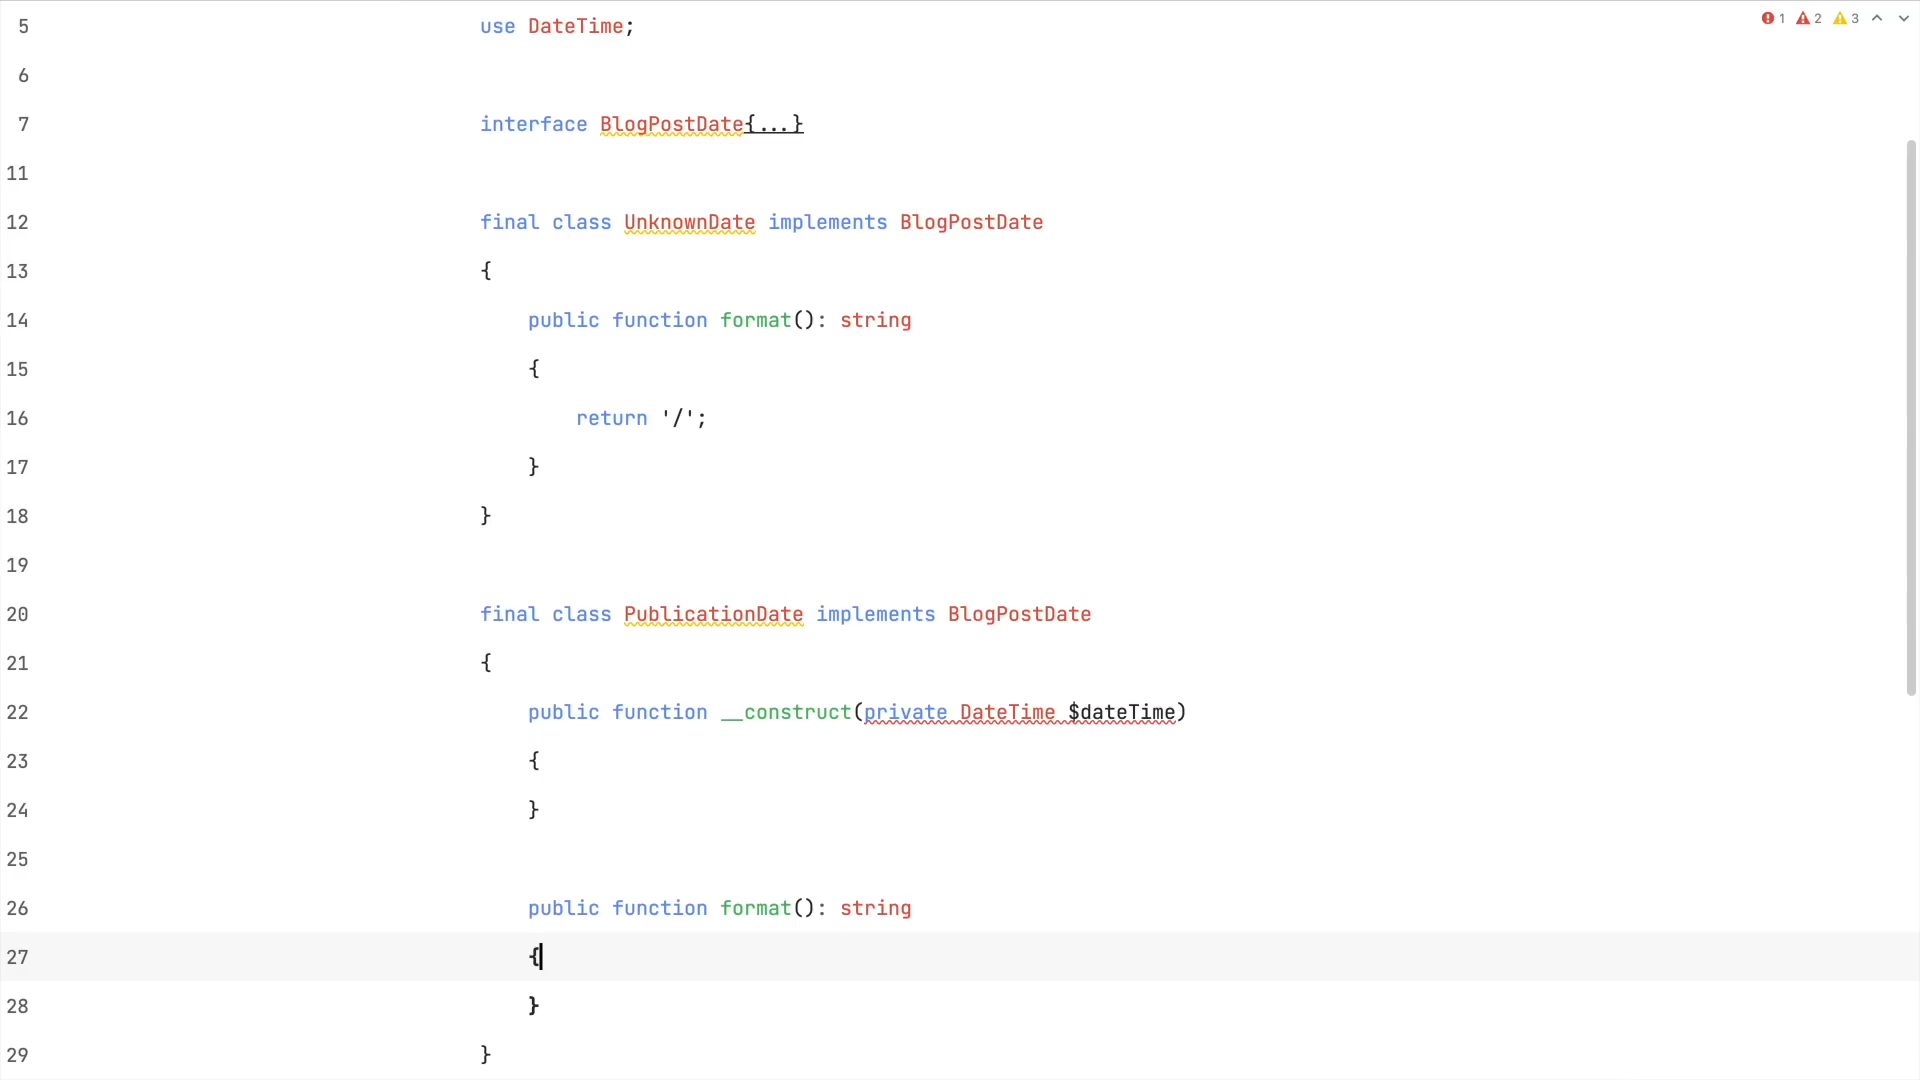 5 use DateTime; 1 2 3
6
7 interface BlogPostDate{...}
11
12 final class UnknownDate implements BlogPostDate
13 {
14 public function format(): string
15 {
16 return '/';
17 }
18 }
19
20 final class PublicationDate implements BlogPostDate
21 {
22 public function __construct(private DateTime $dateTime)
23 {
24 }
25
26 public function format(): string
27 {
28 }
29 }